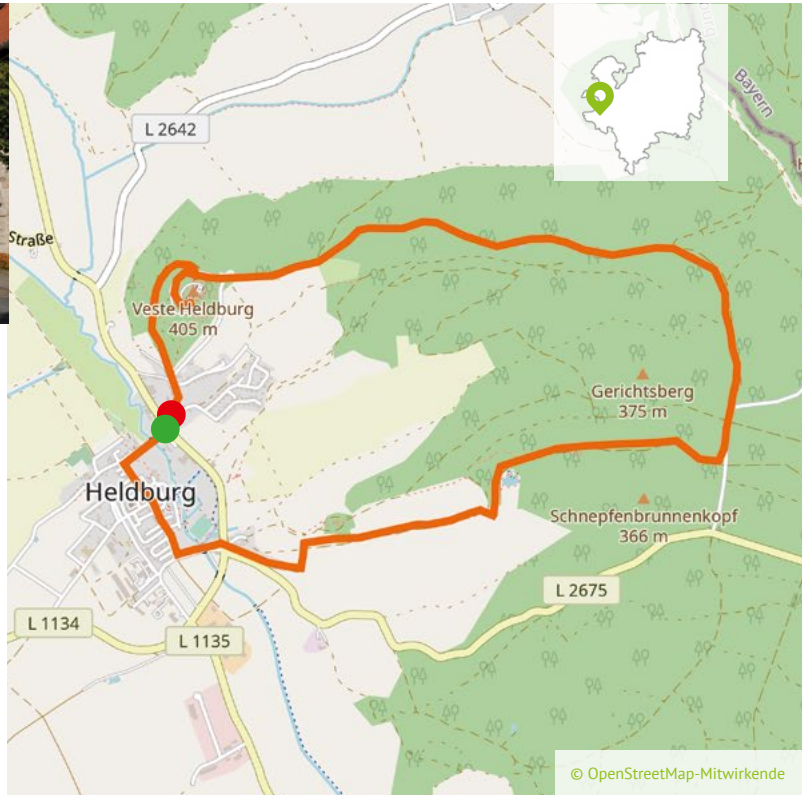 Bayern
L 2642
Straße
Veste Heldburg
405 m
Gerichtsberg
375 m
Heldburg
Schnepfenbrunnenkopf
366 m
L 2675
L 1134
L 1135
© OpenStreetMap-Mitwirkende